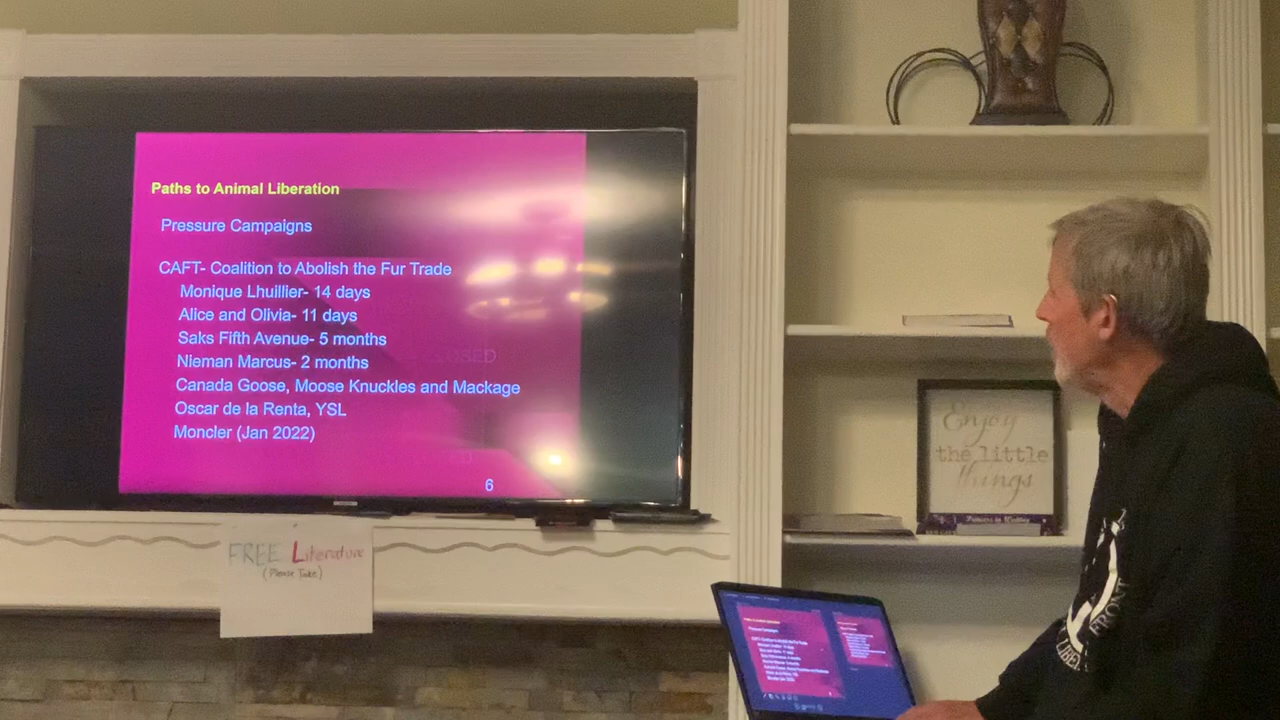 Paths to Animal Liberation
Pressure Campaigns
CAFT- Coalition to Abolish the Fur Trade
Monique Lhuillier- 14 days
Alice and Olivia- 11 days
Saks Fifth Avenue- 5 months
Nieman Marcus- 2 months
Canada Goose, Moose Knuckles and Mackage
Oscar de la Renta, YSL
Moncler (Jan 2022)
6
FREE Literature
(Please Take)
Enjoy
the little
things
FRONT